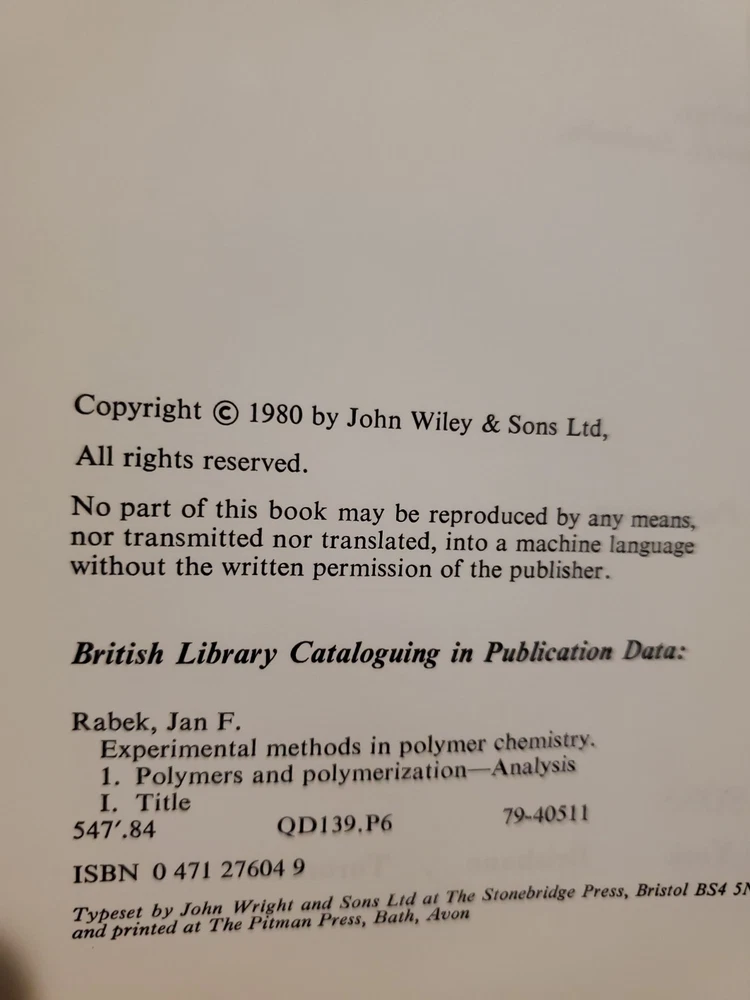 Copyright © 1980 by John Wiley & Sons Ltd,
All rights reserved.
No part of this book may be reproduced by any means,
nor transmitted nor translated, into a machine language
without the written permission of the publisher.
British Library Cataloguing in Publication Data:
Rabek, Jan F.
Experimental methods in polymer chemistry.
1. Polymers and polymerization—Analysis
I. Title
547′.84 QD139.P6 79-40511
ISBN 0 471 27604 9
Typeset by John Wright and Sons Ltd at The Stonebridge Press, Bristol BS4 5N
and printed at The Pitman Press, Bath, Avon